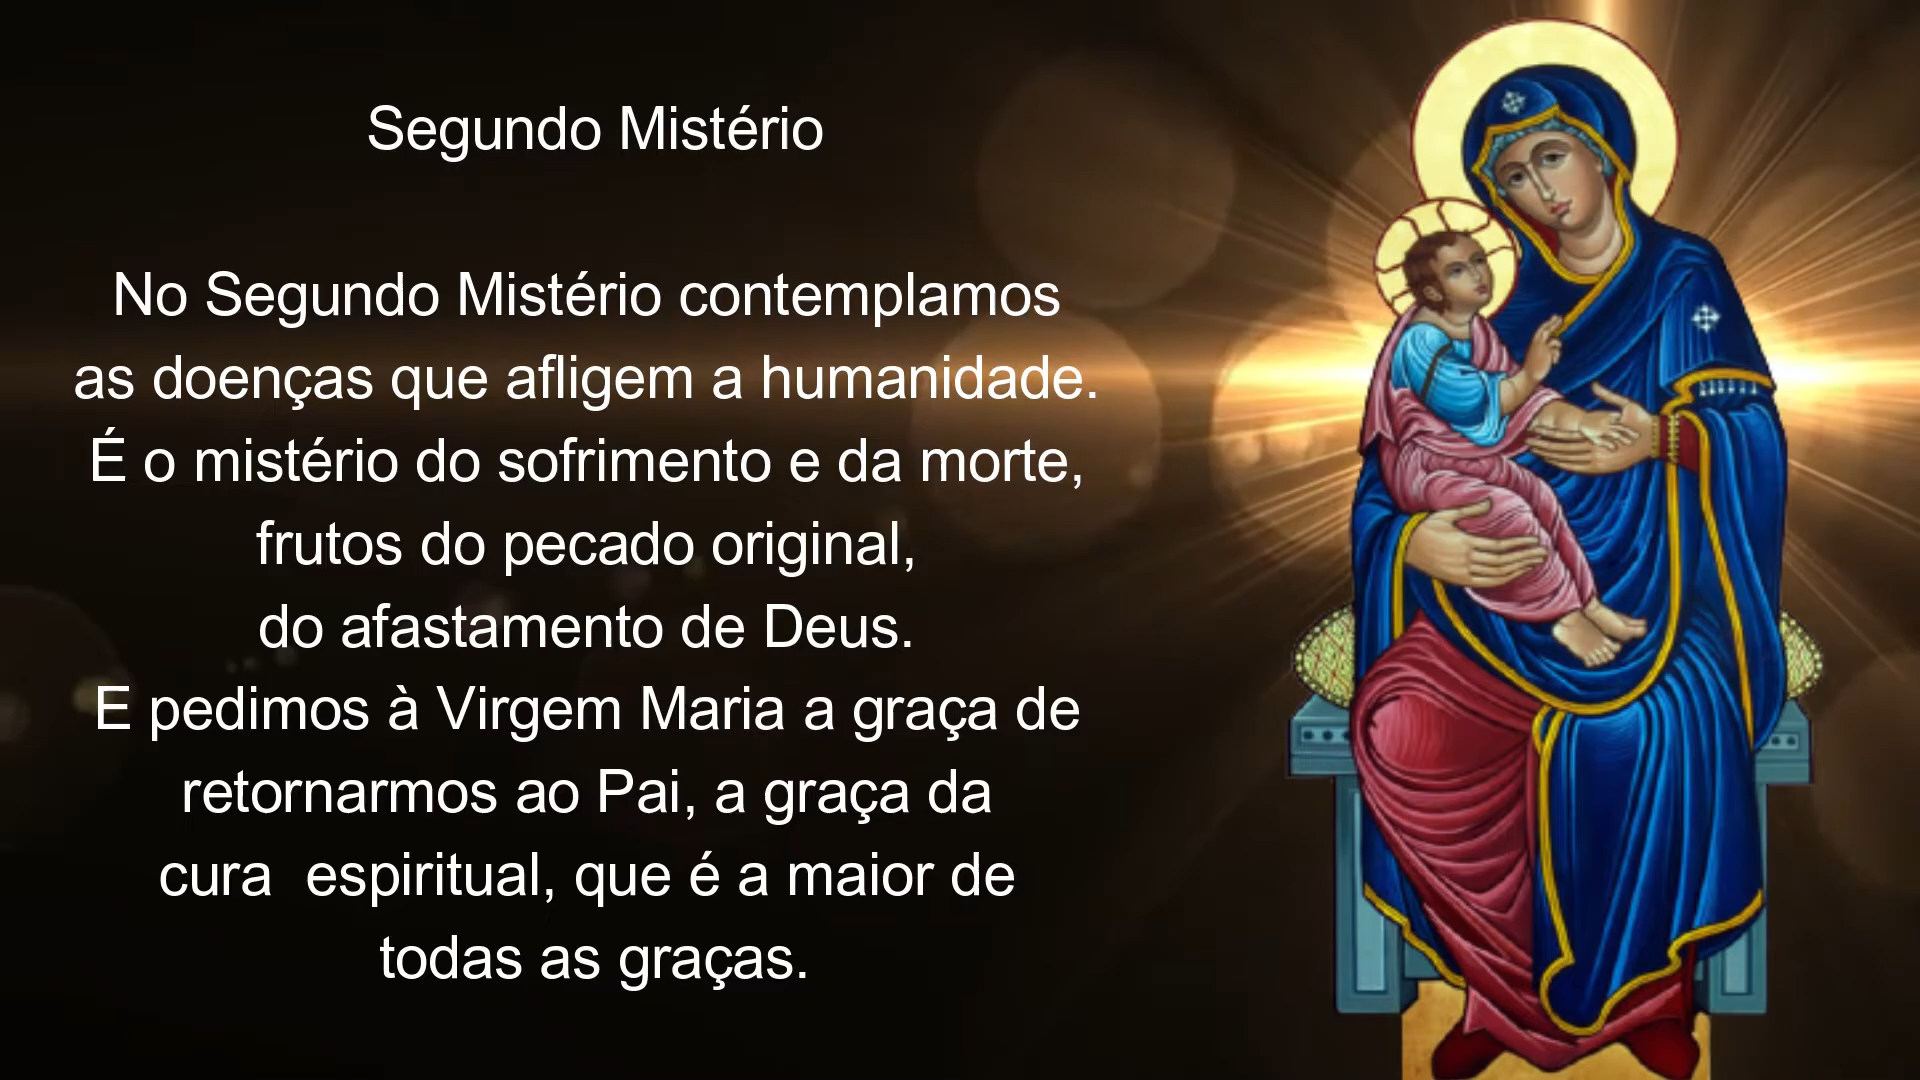 Segundo Mistério
No Segundo Mistério contemplamos
as doenças que afligem a humanidade.
É o mistério do sofrimento e da morte,
frutos do pecado original,
do afastamento de Deus.
E pedimos à Virgem Maria a graça de
retornarmos ao Pai, a graça da
cura  espiritual, que é a maior de
todas as graças.